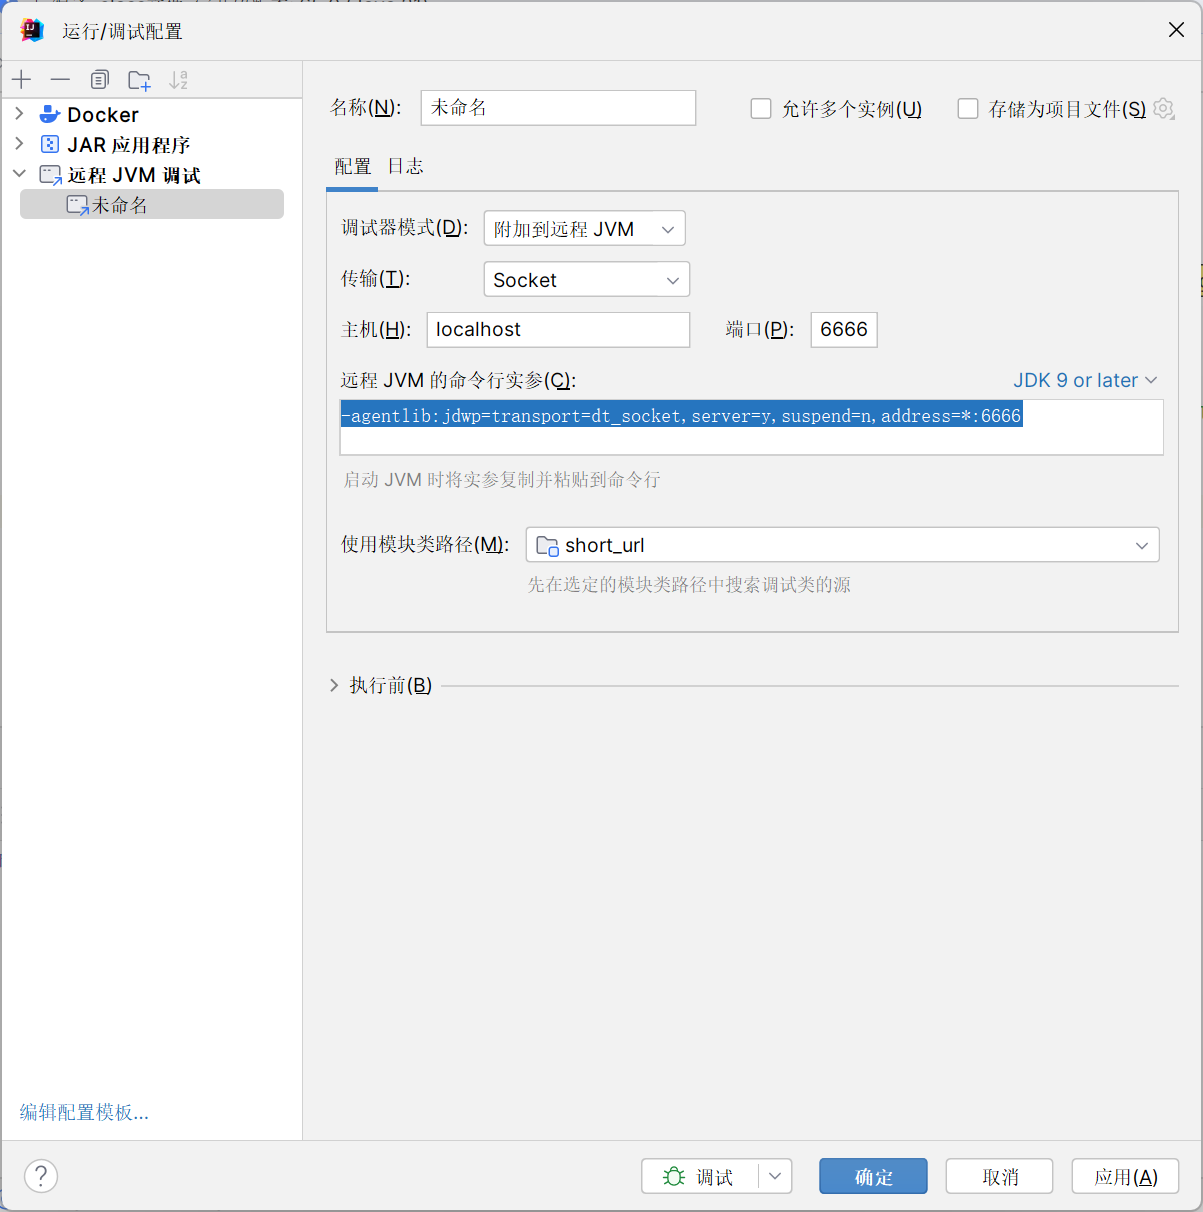 运行/调试配置
Docker
JAR 应用程序
远程 JVM 调试
未命名
编辑配置模板...
名称(N):
未命名
允许多个实例(U)
存储为项目文件(S)
配置
日志
调试器模式(D):
附加到远程 JVM
传输(T):
Socket
主机(H):
localhost
端口(P):
6666
远程 JVM 的命令行实参(C):
JDK 9 or later
-agentlib:jdwp=transport=dt_socket,server=y,suspend=n,address=*:6666
启动 JVM 时将实参复制并粘贴到命令行
使用模块类路径(M):
short_url
先在选定的模块类路径中搜索调试类的源
执行前(B)
?
调试
确定
取消
应用(A)